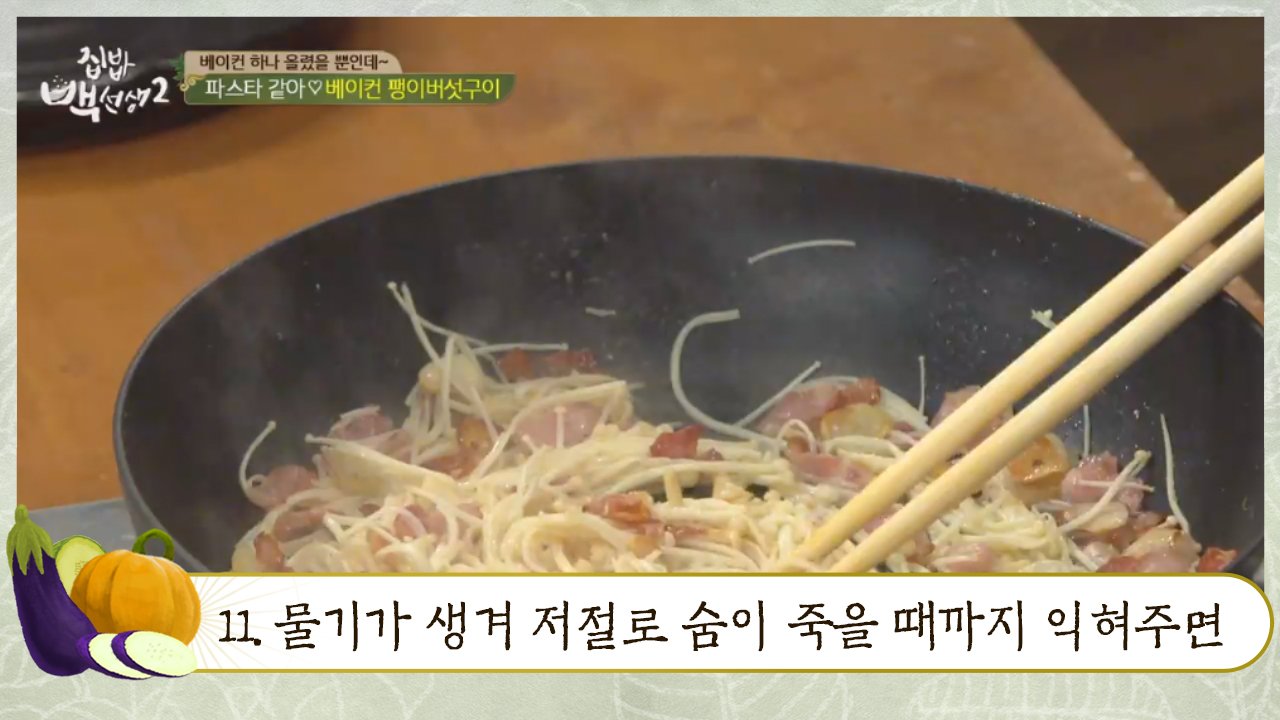 집밥
백선생2
베이컨 하나 올렸을 뿐인데~
파스타 같아♡베이컨 팽이버섯구이
11. 물기가 생겨 저절로 숨이 죽을 때까지 익혀주면